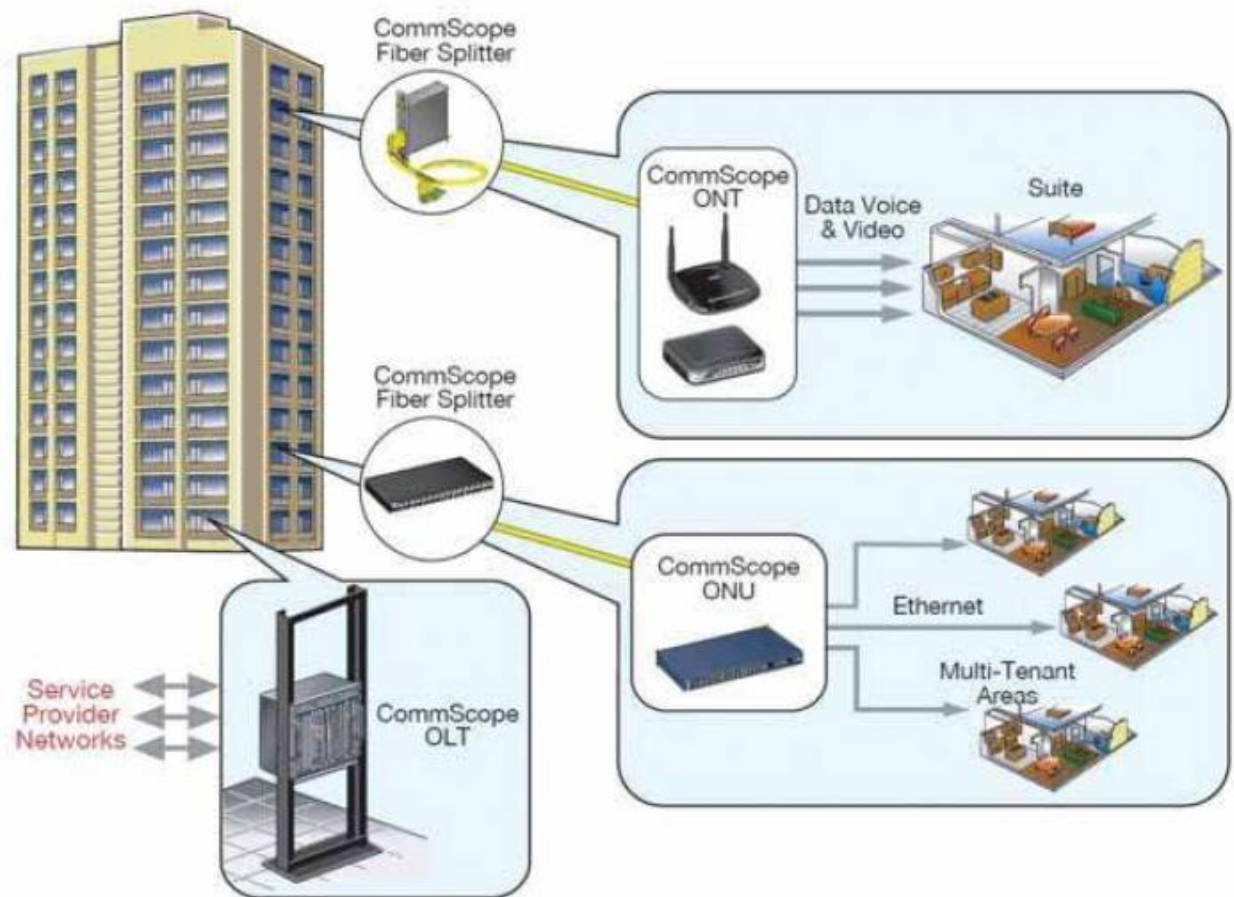 CommScope
Fiber Splitter
CommScope
ONT
Data Voice
& Video
Suite
CommScope
Fiber Splitter
CommScope
ONU
Ethernet
Multi-Tenant
Areas
Service
Provider
Networks
CommScope
OLT